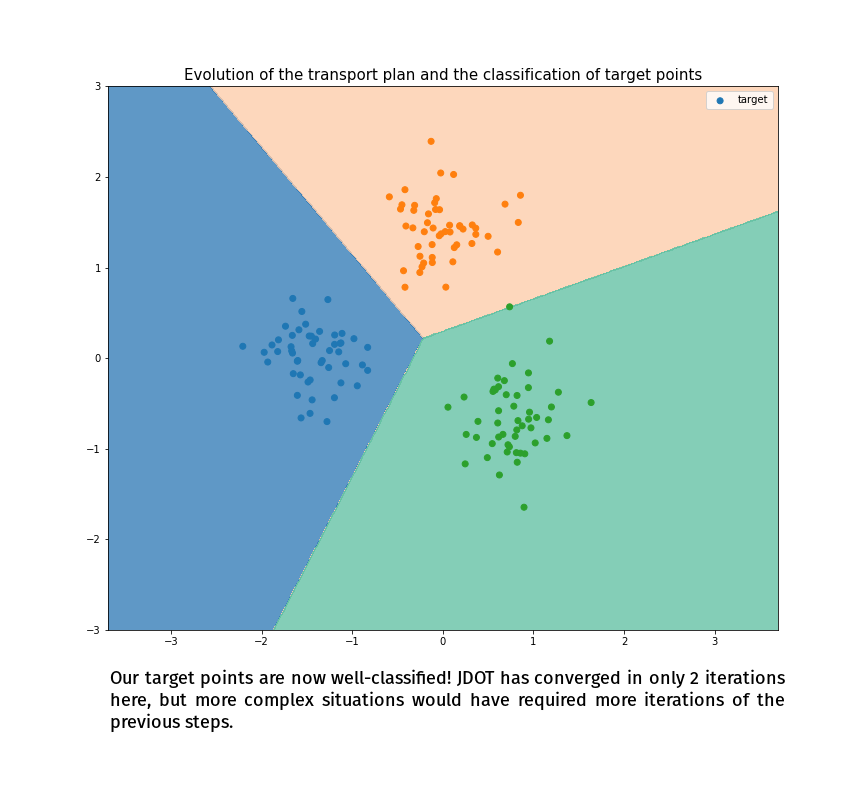 Evolution of the transport plan and the classification of target points
target
3
2
1
0
−1
−2
−3
−3 −2 −1 0 1 2 3
Our target points are now well-classified! JDOT has converged in only 2 iterations
here, but more complex situations would have required more iterations of the
previous steps.